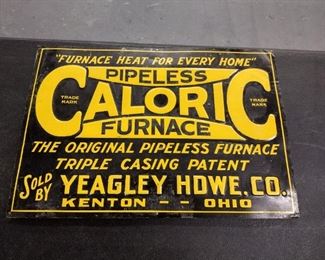 "FURNACE HEAT FOR EVERY HOME"
PIPELESS
TRADE MARK CALORIC TRADE MARK
FURNACE
THE ORIGINAL PIPELESS FURNACE
TRIPLE CASING PATENT
SOLD BY YEAGLEY HDWE. CO.
KENTON - - OHIO